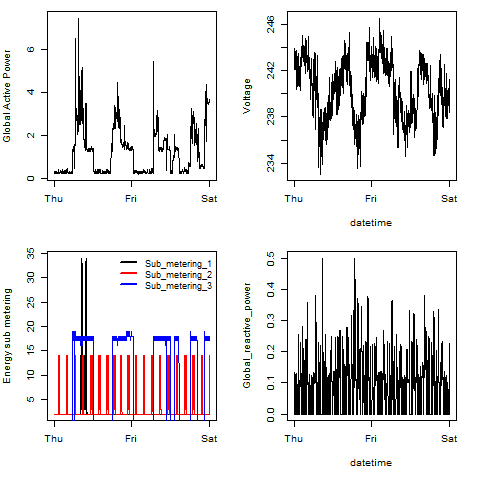 Global Active Power
6
4
2
0
Thu Fri Sat
Voltage
246
242
238
234
Thu Fri Sat
datetime
Energy sub metering
35
30
25
20
15
10
5
Sub_metering_1
Sub_metering_2
Sub_metering_3
Thu Fri Sat
Global_reactive_power
0.5
0.4
0.3
0.2
0.1
0.0
Thu Fri Sat
datetime